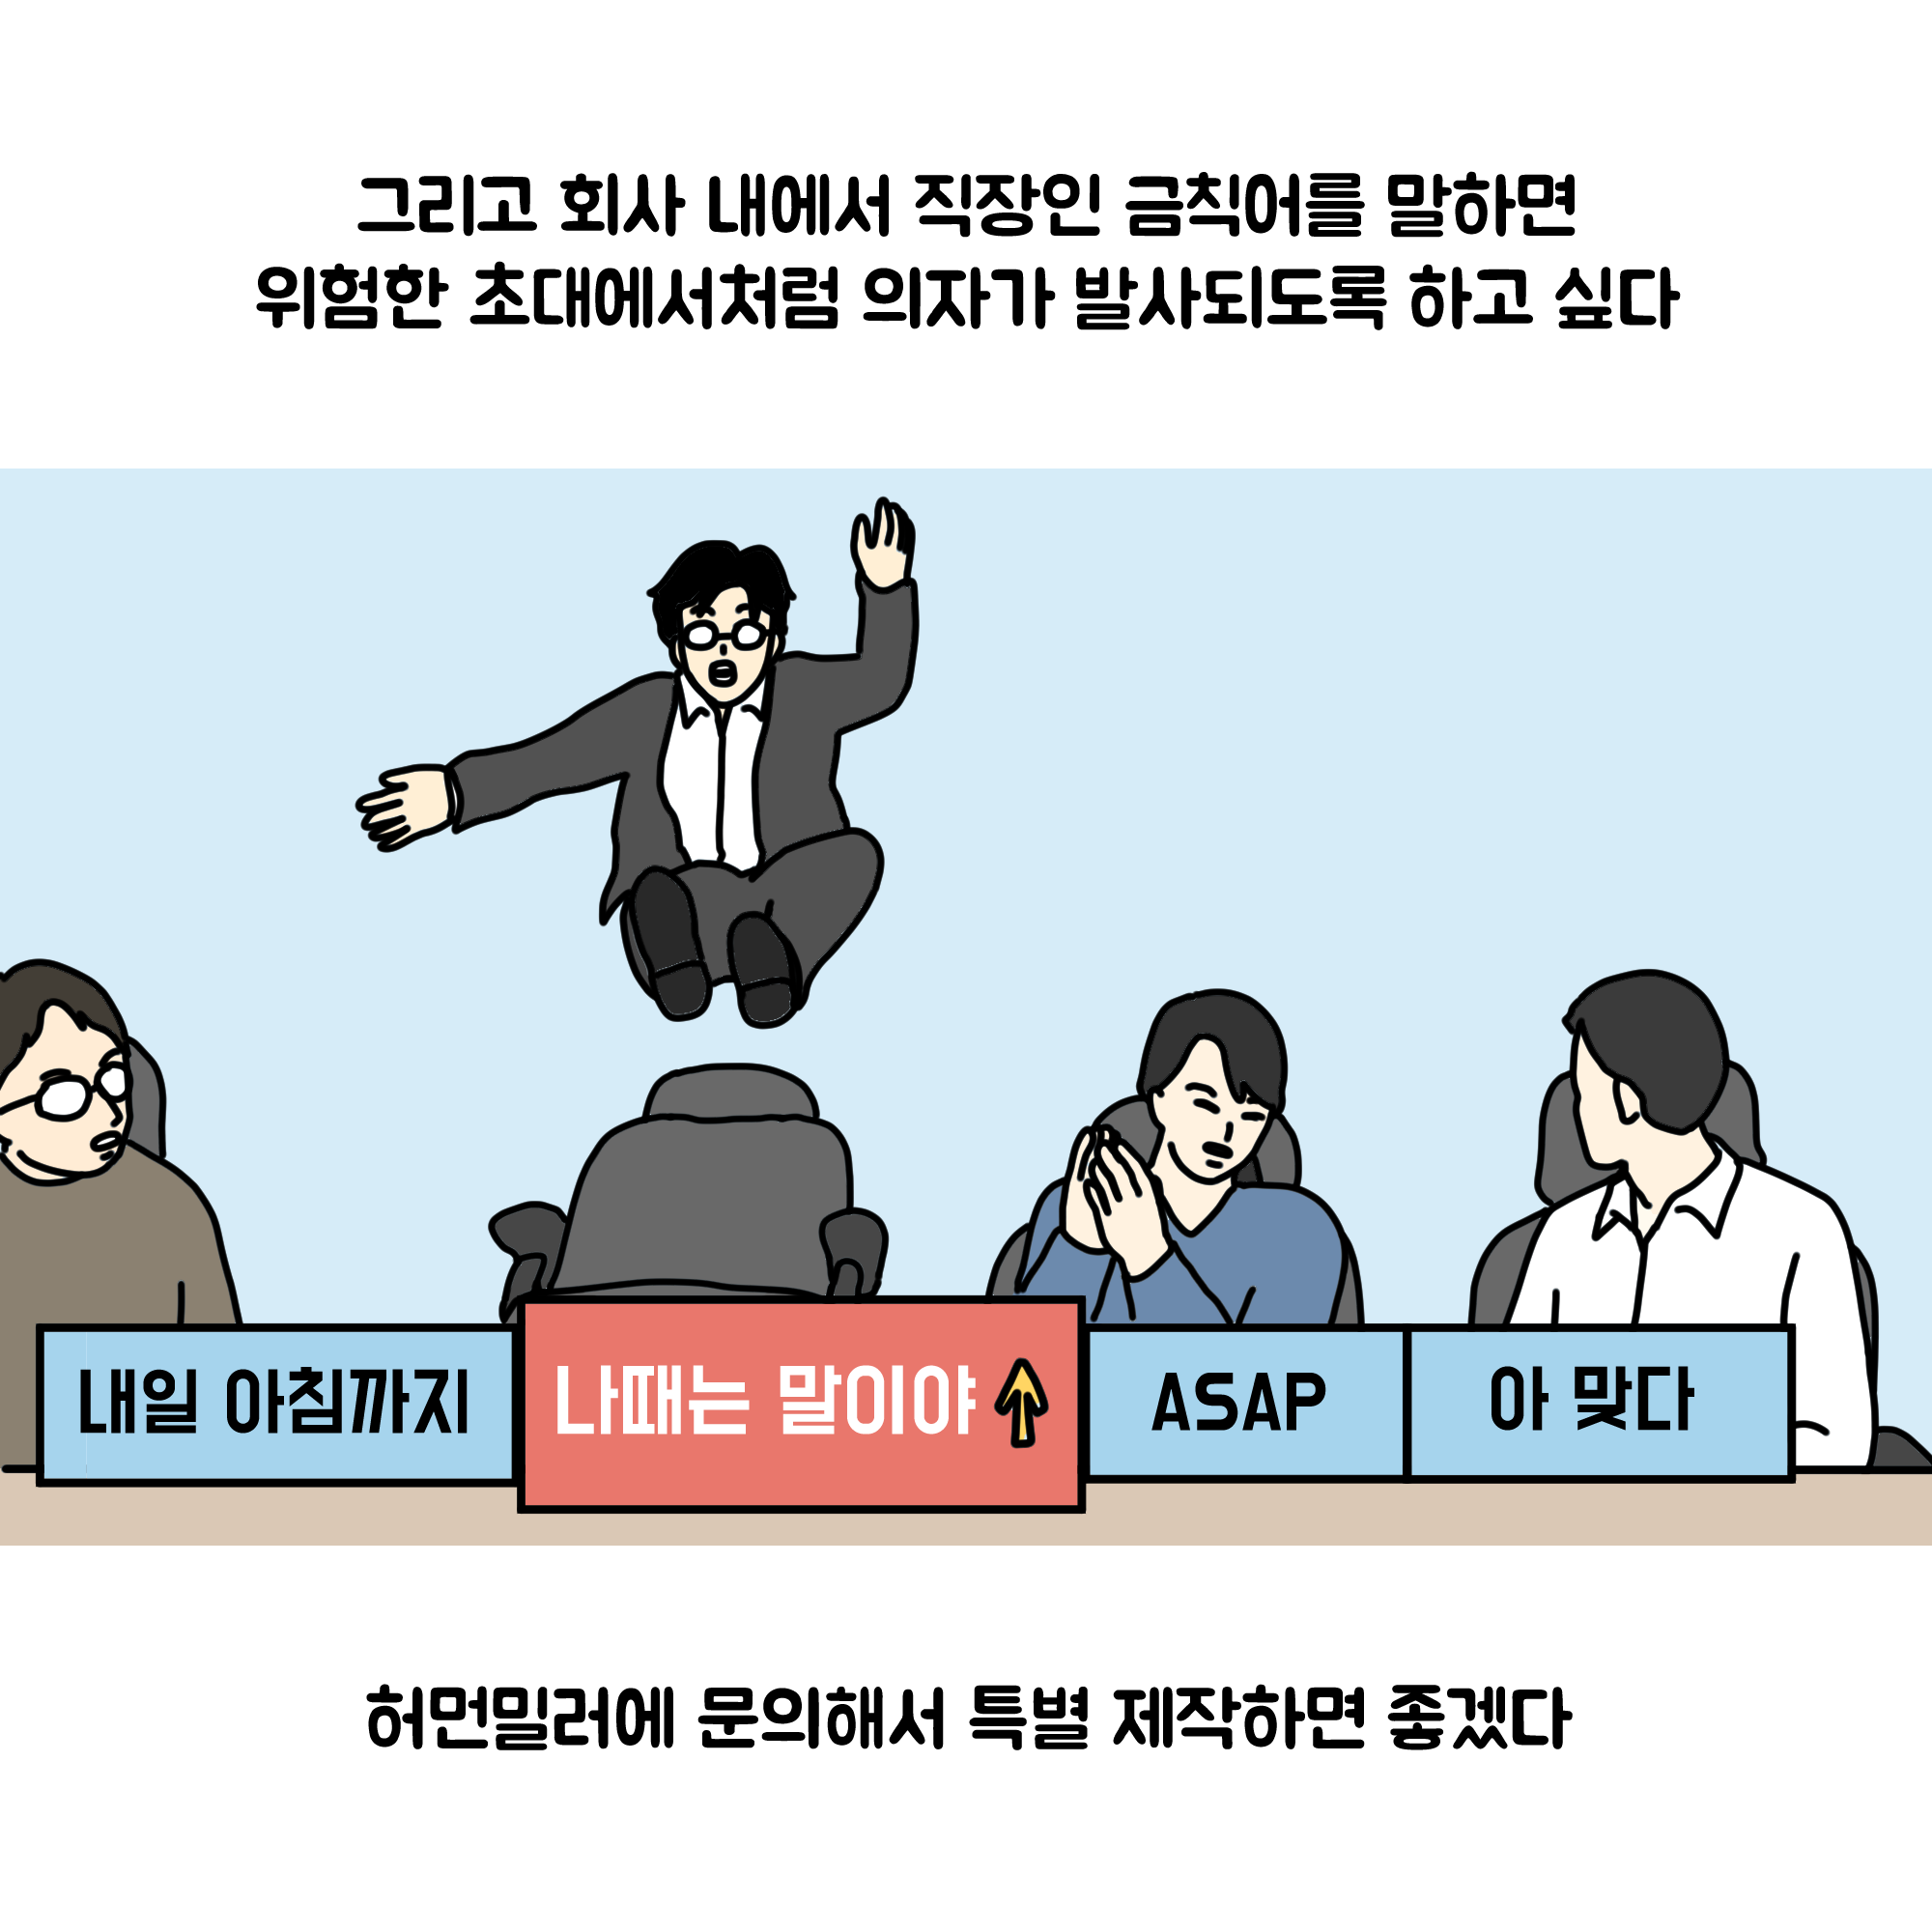 그리고 회사 내에서 직장인 금칙어를 말하면
위험한 초대에서처럼 의자가 발사되도록 하고 싶다
내일 아침까지
나때는 말이야
ASAP
아 맞다
허먼밀러에 문의해서 특별 제작하면 좋겠다